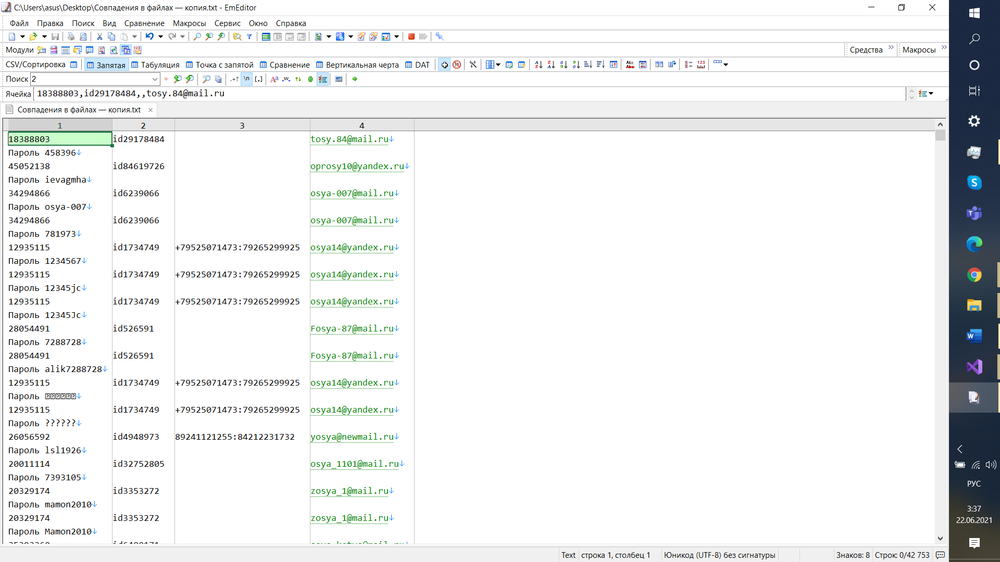 C:\Users\asus\Desktop\Совпадения в файлах — копия.txt - EmEditor
Файл Правка Поиск Вид Сравнение Макросы Сервис Окно Справка
Модули Средства » Макросы »
CSV/Сортировка Запятая Табуляция Точка с запятой Сравнение Вертикальная черта DAT
Поиск 2
Ячейка 18388803,id29178484,,tosy.84@mail.ru
Совпадения в файлах — копия.txt
1 2 3 4
18388803 id29178484 tosy.84@mail.ru↓
Пароль 458396↓
45052138 id84619726 oprosy10@yandex.ru↓
Пароль ievagmha↓
34294866 id6239066 osya-007@mail.ru↓
Пароль osya-007↓
34294866 id6239066 osya-007@mail.ru↓
Пароль 781973↓
12935115 id1734749 +79525071473:79265299925 osya14@yandex.ru↓
Пароль 1234567↓
12935115 id1734749 +79525071473:79265299925 osya14@yandex.ru↓
Пароль 12345jc↓
12935115 id1734749 +79525071473:79265299925 osya14@yandex.ru↓
Пароль 12345Jc↓
28054491 id526591 Fosya-87@mail.ru↓
Пароль 7288728↓
28054491 id526591 Fosya-87@mail.ru↓
Пароль alik7288728↓
12935115 id1734749 +79525071473:79265299925 osya14@yandex.ru↓
Пароль ↓
12935115 id1734749 +79525071473:79265299925 osya14@yandex.ru↓
Пароль ??????↓
26056592 id4948973 89241121255:84212231732 yosya@newmail.ru↓
Пароль lsl1926↓
20011114 id32752805 osya_1101@mail.ru↓
Пароль 7393105↓
20329174 id3353272 zosya_1@mail.ru↓
Пароль mamon2010↓
20329174 id3353272 zosya_1@mail.ru↓
Пароль Mamon2010↓
РУС
3:37
22.06.2021
Text строка 1, столбец 1 Юникод (UTF-8) без сигнатуры Знаков: 8 Строк: 0/42 753